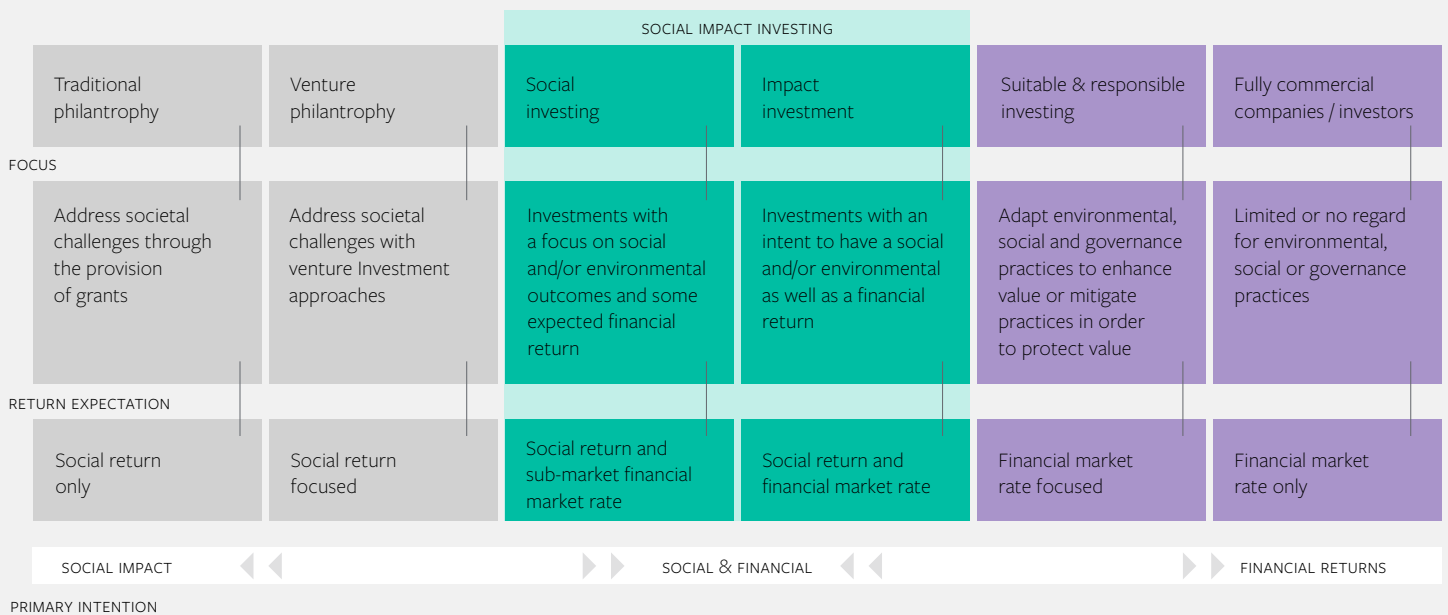 SOCIAL IMPACT INVESTING
Traditional
philanthropy
Venture
philanthropy
Social
investing
Impact
investment
Suitable & responsible
investing
Fully commercial
companies / investors
FOCUS
Address societal
challenges through
the provision
of grants
Address societal
challenges with
venture Investment
approaches
Investments with
a focus on social
and/or environmental
outcomes and some
expected financial
return
Investments with an
intent to have a social
and/or environmental
as well as a financial
return
Adapt environmental,
social and governance
practices to enhance
value or mitigate
practices in order
to protect value
Limited or no regard
for environmental,
social or governance
practices
RETURN EXPECTATION
Social return
only
Social return
focused
Social return and
sub-market financial
market rate
Social return and
financial market rate
Financial market
rate focused
Financial market
rate only
SOCIAL IMPACT
SOCIAL & FINANCIAL
FINANCIAL RETURNS
PRIMARY INTENTION